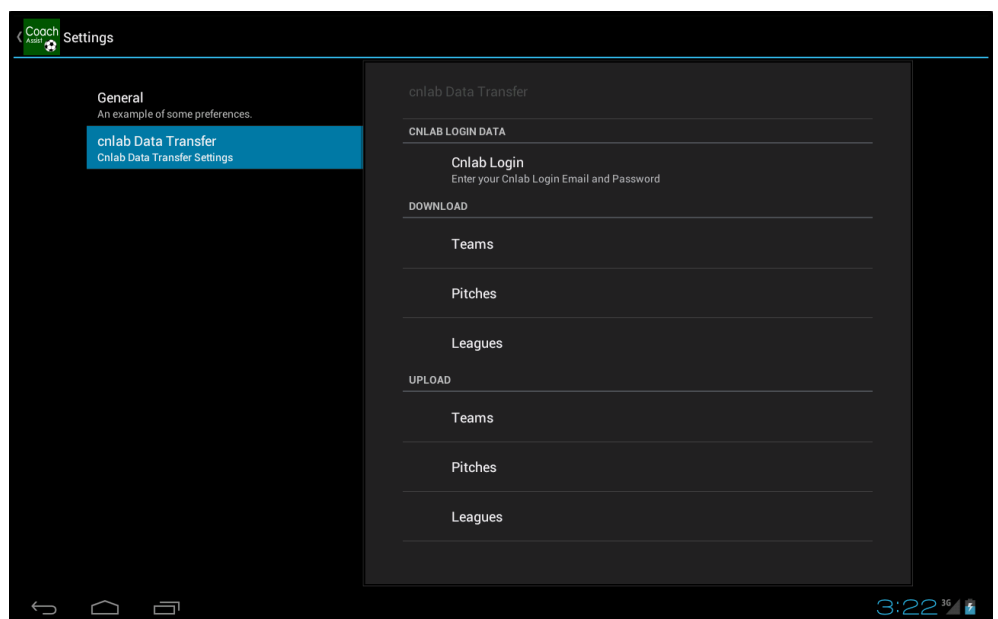 Coach
Assist
Settings
General
An example of some preferences.
cnlab Data Transfer
Cnlab Data Transfer Settings
cnlab Data Transfer
CNLAB LOGIN DATA
Cnlab Login
Enter your Cnlab Login Email and Password
DOWNLOAD
Teams
Pitches
Leagues
UPLOAD
Teams
Pitches
Leagues
3:22 3G